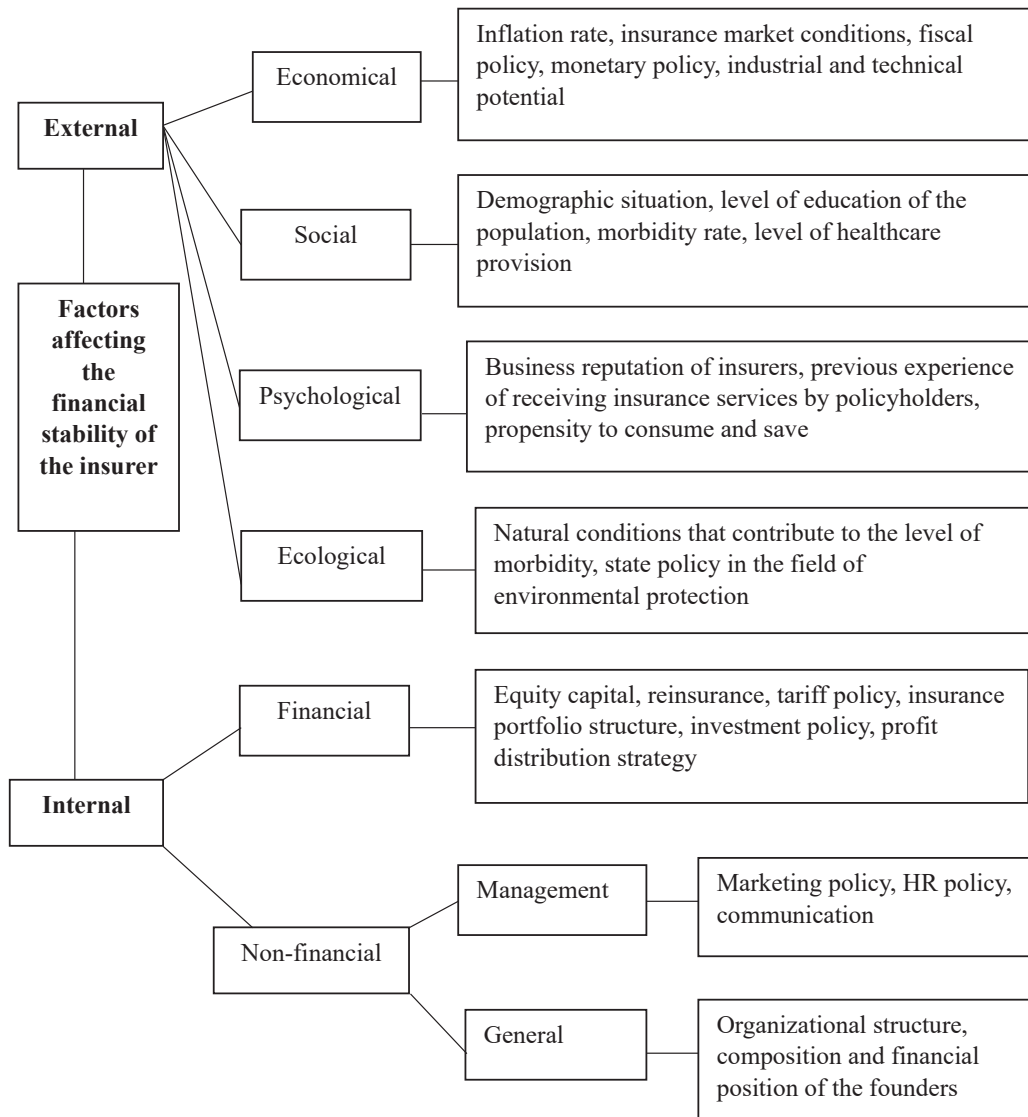 Economical
Inflation rate, insurance market conditions, fiscal
policy, monetary policy, industrial and technical
potential
External
Social
Demographic situation, level of education of the
population, morbidity rate, level of healthcare
provision
Factors
affecting
the
financial
stability of
the insurer
Psychological
Business reputation of insurers, previous experience
of receiving insurance services by policyholders,
propensity to consume and save
Ecological
Natural conditions that contribute to the level of
morbidity, state policy in the field of
environmental protection
Financial
Equity capital, reinsurance, tariff policy, insurance
portfolio structure, investment policy, profit
distribution strategy
Internal
Non-financial
Management
Marketing policy, HR policy,
communication
General
Organizational structure,
composition and financial
position of the founders